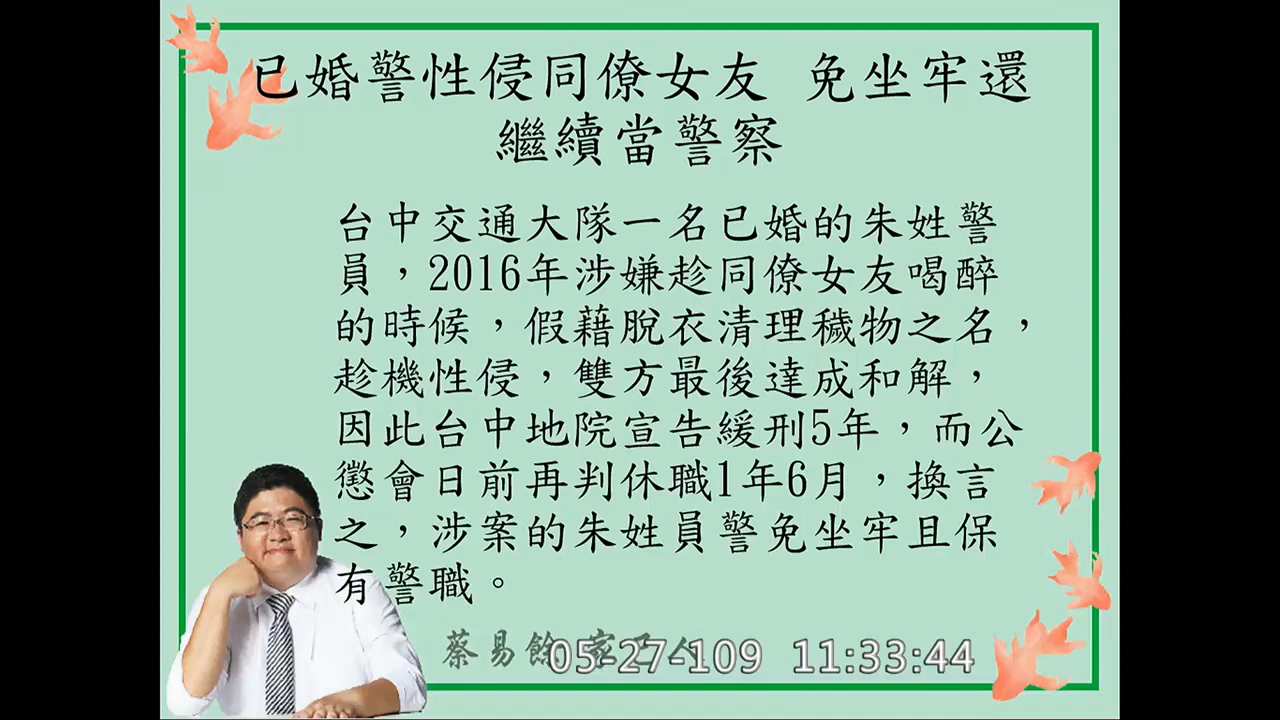 已婚警性侵同僚女友 免坐牢還
繼續當警察
台中交通大隊一名已婚的朱姓警
員，2016年涉嫌趁同僚女友喝醉
的時候，假藉脫衣清理穢物之名，
趁機性侵，雙方最後達成和解，
因此台中地院宣告緩刑5年，而公
懲會日前再判休職1年6月，換言
之，涉案的朱姓員警免坐牢且保
有警職。
蔡易餘 家己人
05-27-109 11:33:44